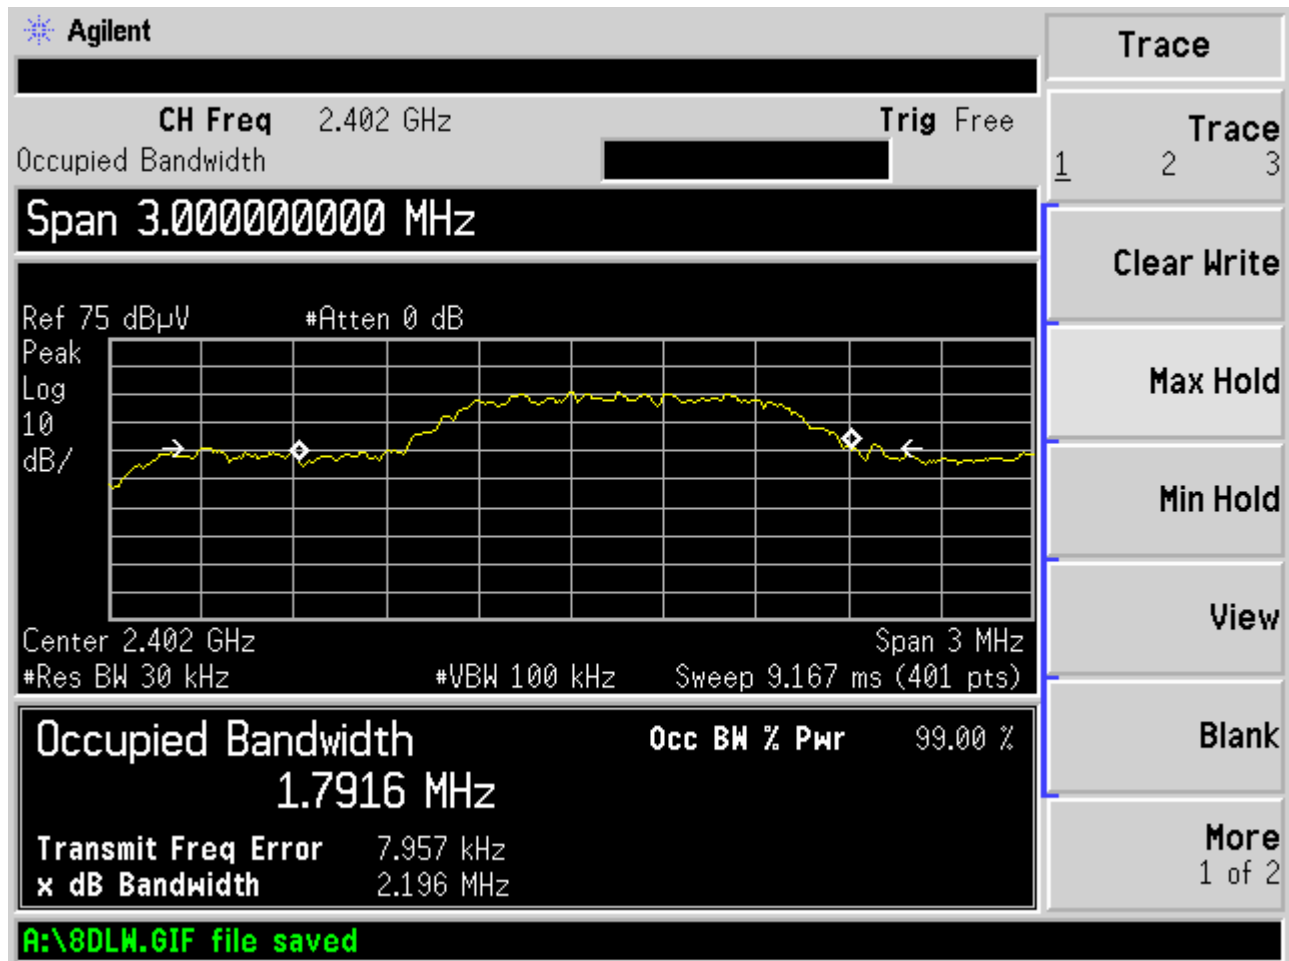 Agilent
Trace
CH Freq 2.402 GHz Trig Free
Occupied Bandwidth
Trace
1 2 3
Span 3.000000000 MHz
Clear Write
Ref 75 dBµV #Atten 0 dB
Peak
Log
10
dB/
Max Hold
Min Hold
View
Center 2.402 GHz Span 3 MHz
#Res BW 30 kHz #VBW 100 kHz Sweep 9.167 ms (401 pts)
Occupied Bandwidth Occ BW % Pwr 99.00 %
1.7916 MHz
Blank
Transmit Freq Error 7.957 kHz
x dB Bandwidth 2.196 MHz
More
1 of 2
A:\8DLW.GIF file saved